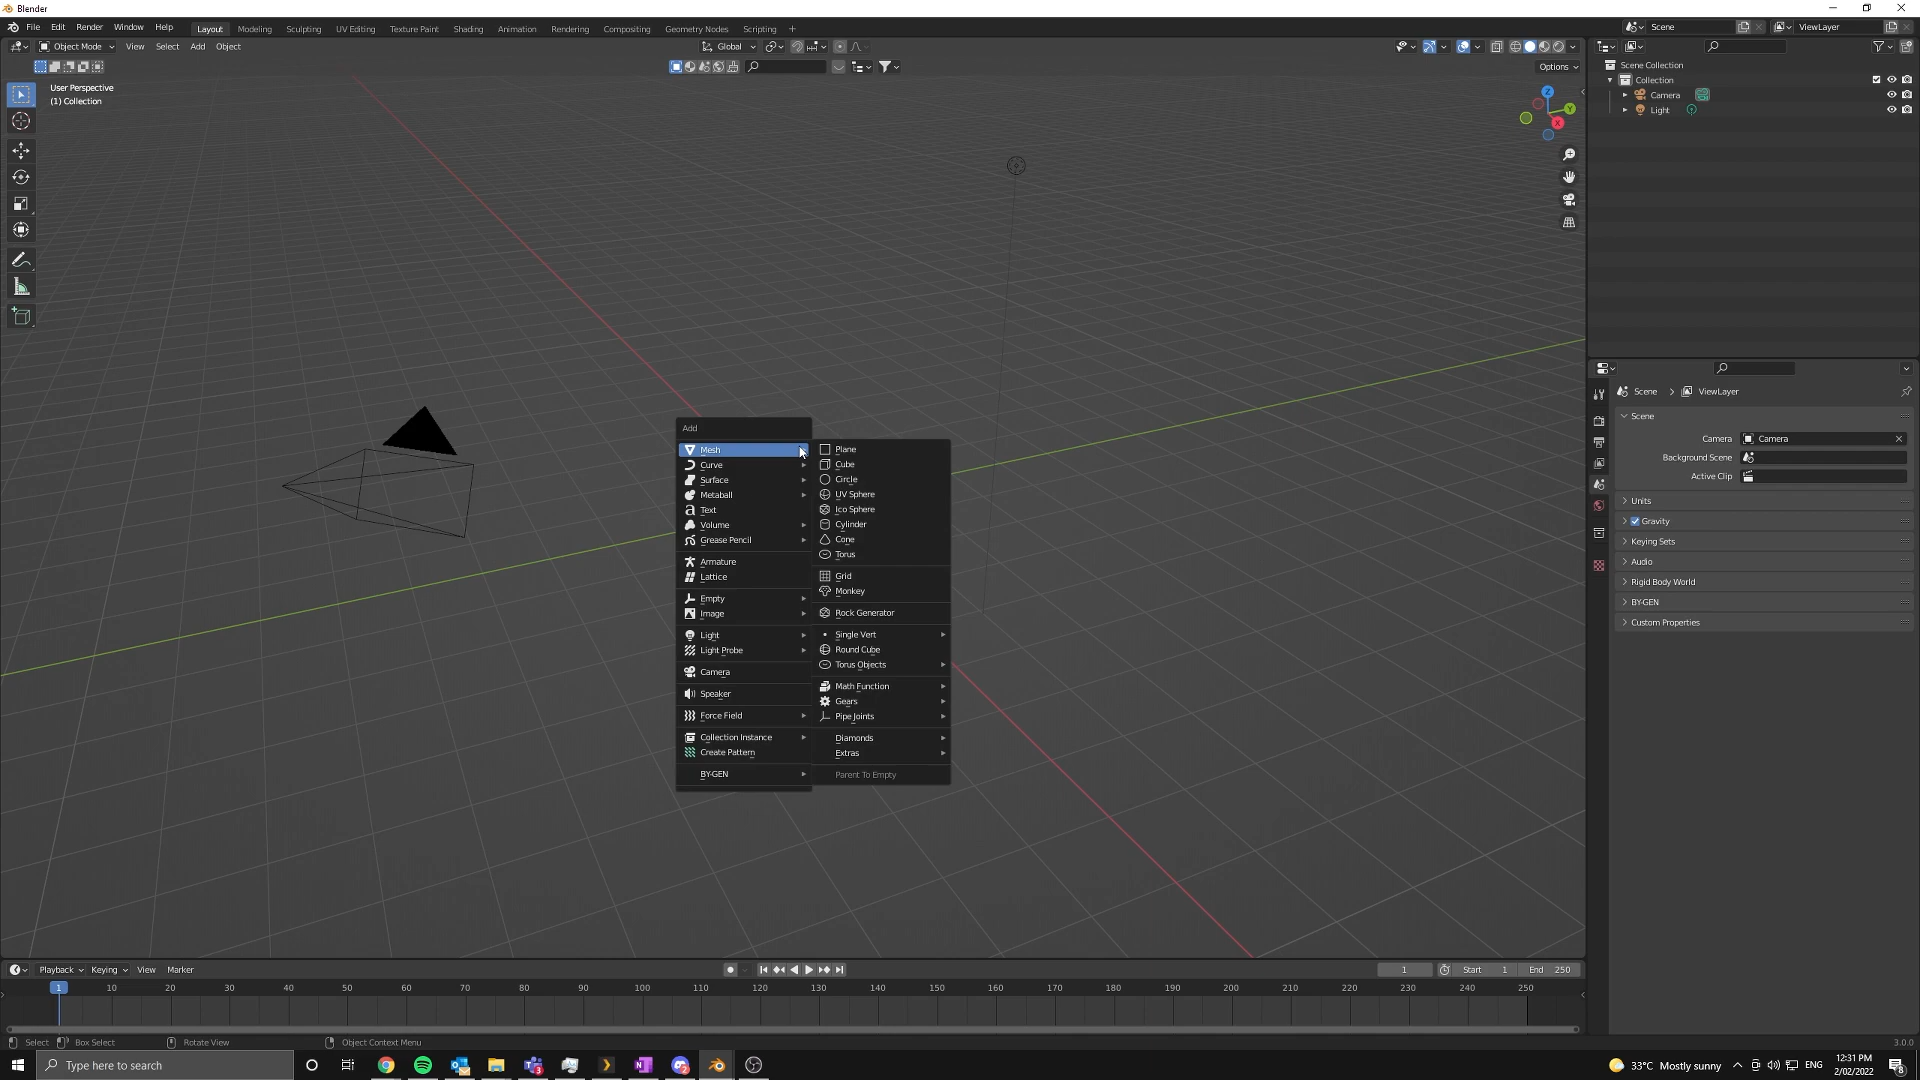 Blender
File Edit Render Window Help Layout Modeling Sculpting UV Editing Texture Paint Shading Animation Rendering Compositing Geometry Nodes Scripting + Scene ViewLayer
Object Mode View Select Add Object Global
Options
User Perspective
(1) Collection
Z
Y
X
Scene Collection
Collection
Camera
Light
Add
Mesh
Curve
Surface
Metaball
Text
Volume
Grease Pencil
Armature
Lattice
Empty
Image
Light
Light Probe
Camera
Speaker
Force Field
Collection Instance
Create Pattern
BY-GEN
Plane
Cube
Circle
UV Sphere
Ico Sphere
Cylinder
Cone
Torus
Grid
Monkey
Rock Generator
Single Vert
Round Cube
Torus Objects
Math Function
Gears
Pipe Joints
Diamonds
Extras
Parent To Empty
Scene > ViewLayer
Scene
Camera Camera
Background Scene
Active Clip
Units
Gravity
Keying Sets
Audio
Rigid Body World
BY-GEN
Custom Properties
Playback Keying View Marker 1 Start 1 End 250
1 10 20 30 40 50 60 70 80 90 100 110 120 130 140 150 160 170 180 190 200 210 220 230 240 250
Select Box Select Rotate View Object Context Menu 3.0.0
Type here to search 33°C Mostly sunny ENG
12:31 PM
2/02/2022